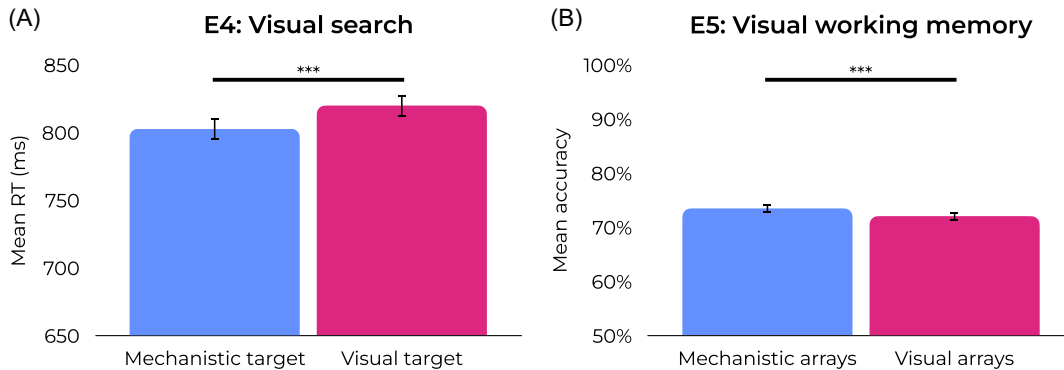 (A)
E4: Visual search
850
800
750
700
650
Mean RT (ms)
***
Mechanistic target
Visual target
(B)
E5: Visual working memory
100%
90%
80%
70%
60%
50%
Mean accuracy
***
Mechanistic arrays
Visual arrays